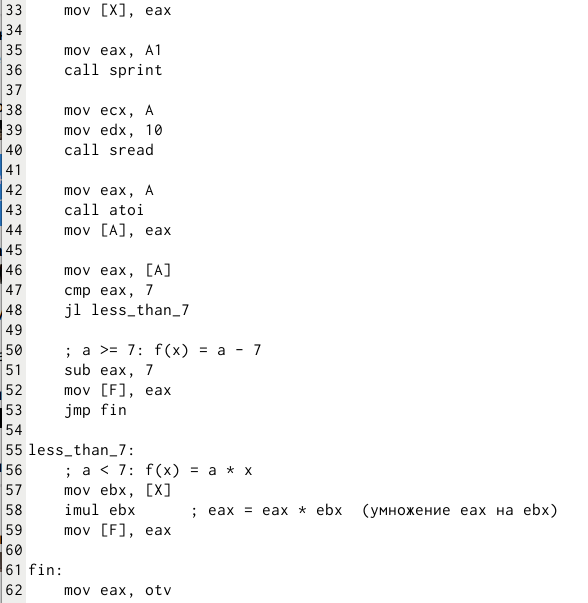 33 mov [X], eax
34
35 mov eax, A1
36 call sprint
37
38 mov ecx, A
39 mov edx, 10
40 call sread
41
42 mov eax, A
43 call atoi
44 mov [A], eax
45
46 mov eax, [A]
47 cmp eax, 7
48 jl less_than_7
49
50 ; a >= 7: f(x) = a - 7
51 sub eax, 7
52 mov [F], eax
53 jmp fin
54
55 less_than_7:
56 ; a < 7: f(x) = a * x
57 mov ebx, [X]
58 imul ebx ; eax = eax * ebx (умножение eax на ebx)
59 mov [F], eax
60
61 fin:
62 mov eax, otv